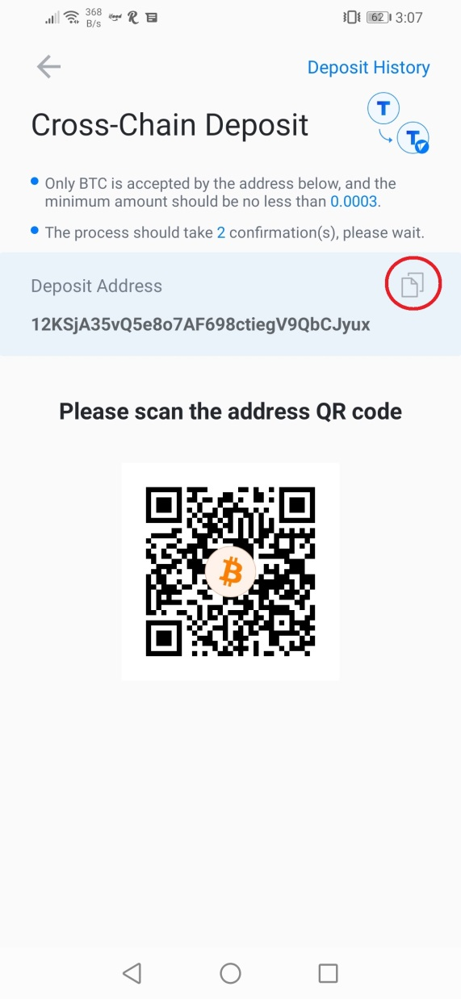 368
B/s
ifood
62 3:07
Deposit History
Cross-Chain Deposit
T
T
Only BTC is accepted by the address below, and the
minimum amount should be no less than 0.0003.
The process should take 2 confirmation(s), please wait.
Deposit Address
12KSjA35vQ5e8o7AF698ctiegV9QbCJyux
Please scan the address QR code